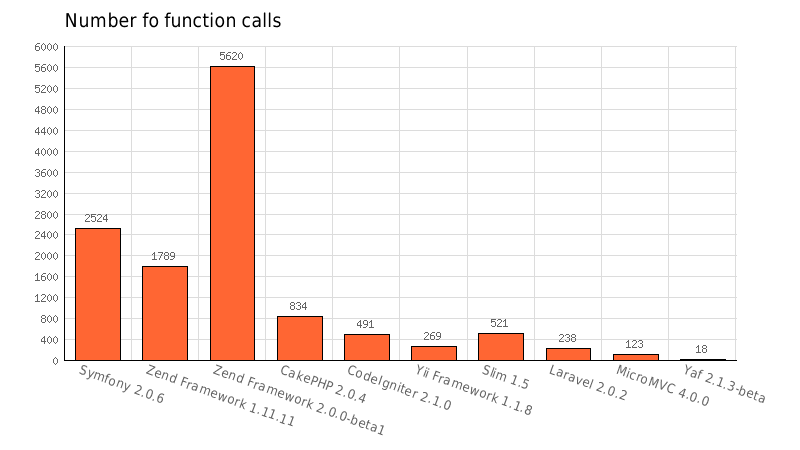 Number fo function calls
6000
5600
5200
4800
4400
4000
3600
3200
2800
2400
2000
1600
1200
800
400
0
2524
1789
5620
834
491
269
521
238
123
18
Symfony 2.0.6
Zend Framework 1.11.11
Zend Framework 2.0.0-beta1
CakePHP 2.0.4
CodeIgniter 2.1.0
Yii Framework 1.1.8
Slim 1.5
Laravel 2.0.2
MicroMVC 4.0.0
Yaf 2.1.3-beta